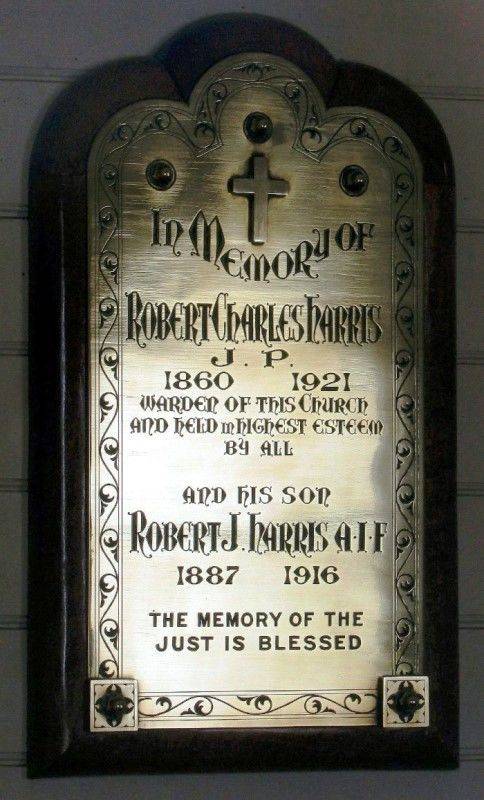 In Memory of
Robert Charles Harris
J. P.
1860 1921
Warden of this Church
and held in highest esteem
by all
and his son
Robert J. Harris A·I·F
1887 1916
THE MEMORY OF THE
JUST IS BLESSED